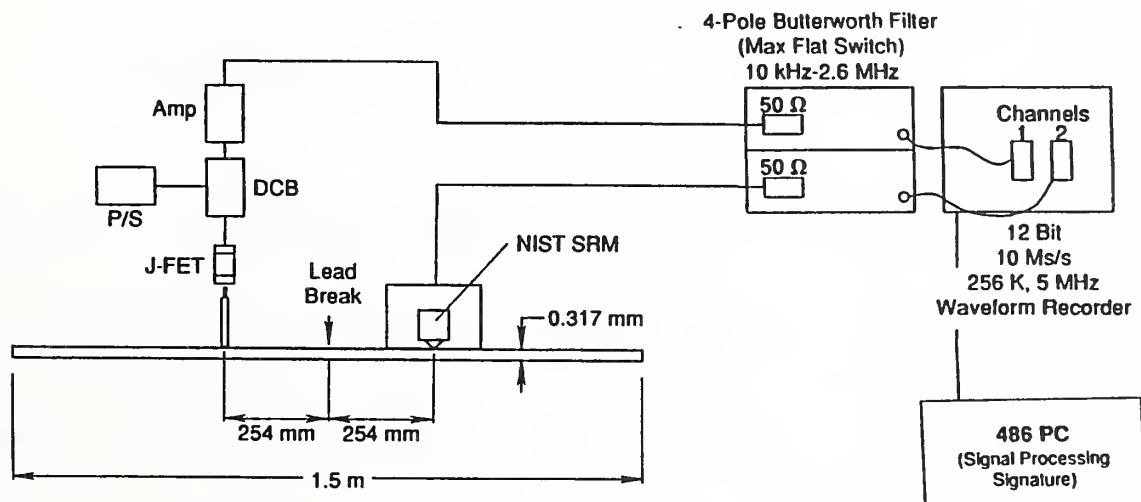 4-Pole Butterworth Filter
(Max Flat Switch)
10 kHz-2.6 MHz
Amp
50 Ω
Channels
1 2
50 Ω
DCB
P/S
NIST SRM
12 Bit
10 Ms/s
256 K, 5 MHz
Waveform Recorder
J-FET
Lead
Break
0.317 mm
254 mm
254 mm
1.5 m
486 PC
(Signal Processing
Signature)